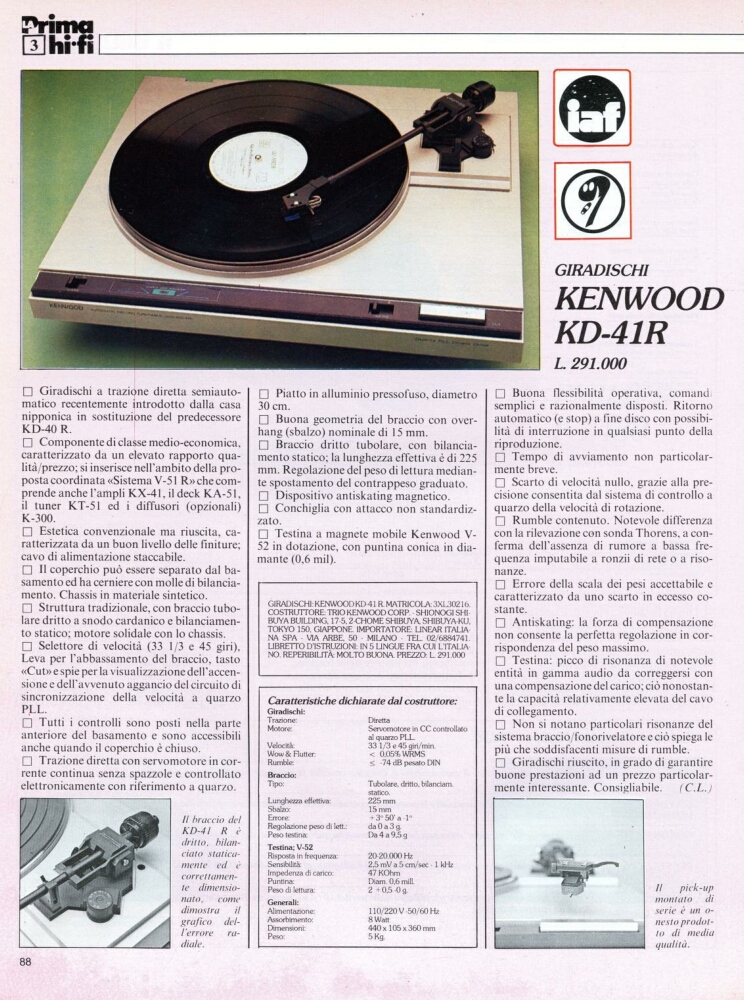 La Prima
3 hi·fi
iaf
GIRADISCHI
KENWOOD
KD-41R
L. 291.000
KENWOOD
□ Giradischi a trazione diretta semiauto-
matico recentemente introdotto dalla casa
nipponica in sostituzione del predecessore
KD-40 R.
□ Componente di classe medio-economica,
caratterizzato da un elevato rapporto qua-
lità/prezzo; si inserisce nell'ambito della pro-
posta coordinata «Sistema V-51 R» che com-
prende anche l'ampli KX-41, il deck KA-51,
il tuner KT-51 ed i diffusori (opzionali)
K-300.
□ Estetica convenzionale ma riuscita, ca-
ratterizzata da un buon livello delle finiture;
cavo di alimentazione staccabile.
□ Il coperchio può essere separato dal ba-
samento ed ha cerniere con molle di bilancia-
mento. Chassis in materiale sintetico.
□ Struttura tradizionale, con braccio tubo-
lare dritto a snodo cardanico e bilanciamen-
to statico; motore solidale con lo chassis.
□ Selettore di velocità (33 1/3 e 45 giri),
Leva per l'abbassamento del braccio, tasto
«Cut» e spie per la visualizzazione dell'accen-
sione e dell'avvenuto aggancio del circuito di
sincronizzazione della velocità a quarzo
PLL.
□ Tutti i controlli sono posti nella parte
anteriore del basamento e sono accessibili
anche quando il coperchio è chiuso.
□ Trazione diretta con servomotore in cor-
rente continua senza spazzole e controllato
elettronicamente con riferimento a quarzo.
Il braccio del
KD-41 R è
dritto, bilan-
ciato statica-
mente ed è
correttamen-
te dimensio-
nato, come
dimostra il
grafico del-
l'errore ra-
diale.
□ Piatto in alluminio pressofuso, diametro
30 cm.
□ Buona geometria del braccio con over-
hang (sbalzo) nominale di 15 mm.
□ Braccio dritto tubolare, con bilancia-
mento statico; la lunghezza effettiva è di 225
mm. Regolazione del peso di lettura median-
te spostamento del contrappeso graduato.
□ Dispositivo antiskating magnetico.
□ Conchiglia con attacco non standardiz-
zato.
□ Testina a magnete mobile Kenwood V-
52 in dotazione, con puntina conica in dia-
mante (0,6 mil).
GIRADISCHI: KENWOOD KD-41 R. MATRICOLA: 3XL30216.
COSTRUTTORE: TRIO KENWOOD CORP. - SHIONOGI SHI-
BUYA BUILDING, 17-5, 2-CHOME SHIBUYA, SHIBUYA-KU,
TOKYO 150, GIAPPONE. IMPORTATORE: LINEAR ITALIA-
NA SPA - VIA ARBE, 50 - MILANO - TEL. 02/6884741.
LIBRETTO D'ISTRUZIONI: IN 5 LINGUE FRA CUI L'ITALIA-
NO. REPERIBILITÀ: MOLTO BUONA. PREZZO: L. 291.000
Caratteristiche dichiarate dal costruttore:
Giradischi:
Trazione: Diretta
Motore: Servomotore in CC controllato
al quarzo PLL.
Velocità: 33 1/3 e 45 giri/min.
Wow & Flutter: < 0,05% WRMS
Rumble: ≤ -74 dB pesato DIN
Braccio:
Tipo: Tubolare, dritto, bilanciam.
statico.
Lunghezza effettiva: 225 mm
Sbalzo: 15 mm
Errore: +3° 50' a -1°
Regolazione peso di lett.: da 0 a 3 g.
Peso testina: Da 4 a 9,5 g
Testina; V-52
Risposta in frequenza: 20-20.000 Hz
Sensibilità: 2,5 mV a 5 cm/sec - 1 kHz
Impedenza di carico: 47 KOhm
Puntina: Diam. 0,6 mill.
Peso di lettura: 2 +0,5 -0 g.
Generali:
Alimentazione: 110/220 V -50/60 Hz
Assorbimento: 8 Watt
Dimensioni: 440 x 105 x 360 mm
Peso: 5 Kg.
□ Buona flessibilità operativa, comandi
semplici e razionalmente disposti. Ritorno
automatico (e stop) a fine disco con possibi-
lità di interruzione in qualsiasi punto della
riproduzione.
□ Tempo di avviamento non particolar-
mente breve.
□ Scarto di velocità nullo, grazie alla pre-
cisione consentita dal sistema di controllo a
quarzo della velocità di rotazione.
□ Rumble contenuto. Notevole differenza
con la rilevazione con sonda Thorens, a con-
ferma dell'assenza di rumore a bassa fre-
quenza imputabile a ronzii di rete o a riso-
nanze.
□ Errore della scala dei pesi accettabile e
caratterizzato da uno scarto in eccesso co-
stante.
□ Antiskating: la forza di compensazione
non consente la perfetta regolazione in cor-
rispondenza del peso massimo.
□ Testina: picco di risonanza di notevole
entità in gamma audio da correggersi con
una compensazione del carico; ciò nonostan-
te la capacità relativamente elevata del cavo
di collegamento.
□ Non si notano particolari risonanze del
sistema braccio/fonorivelatore e ciò spiega le
più che soddisfacenti misure di rumble.
□ Giradischi riuscito, in grado di garantire
buone prestazioni ad un prezzo particolar-
mente interessante. Consigliabile. (C.L.)
Il pick-up
montato di
serie è un o-
nesto prodot-
to di media
qualità.
88